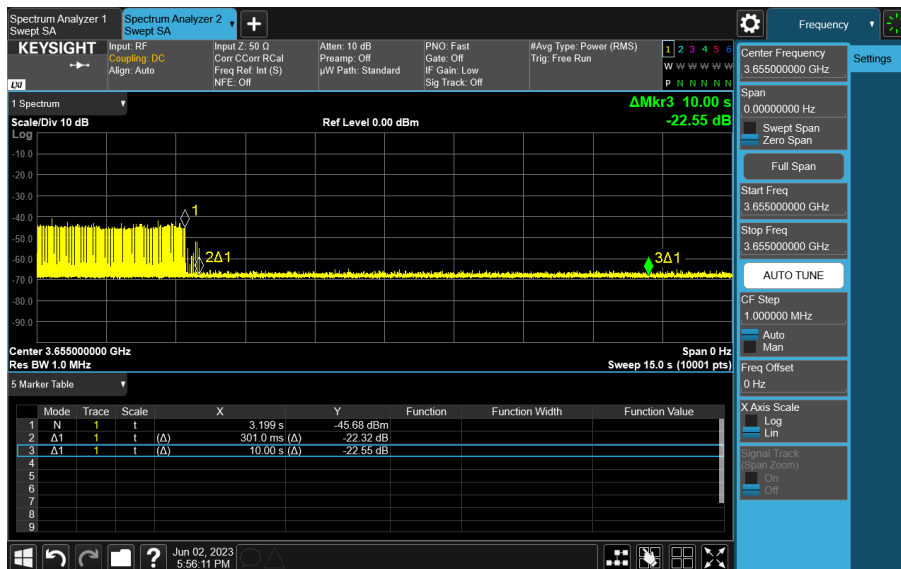 Spectrum Analyzer 1
Swept SA
Spectrum Analyzer 2
Swept SA
Frequency
KEYSIGHT
Input: RF
Coupling: DC
Align: Auto
Input Z: 50 Ω
Corr CCorr RCal
Freq Ref: Int (S)
NFE: Off
Atten: 10 dB
Preamp: Off
µW Path: Standard
PNO: Fast
Gate: Off
IF Gain: Low
Sig Track: Off
#Avg Type: Power (RMS)
Trig: Free Run
1 2 3 4 5 6
W W W W W W
P N N N N N
LXI
1 Spectrum
ΔMkr3 10.00 s
-22.55 dB
Scale/Div 10 dB
Ref Level 0.00 dBm
Log
-10.0
-20.0
-30.0
-40.0
-50.0
-60.0
-70.0
-80.0
-90.0
1
2Δ1
3Δ1
Center 3.655000000 GHz
Span 0 Hz
Res BW 1.0 MHz
Sweep 15.0 s (10001 pts)
5 Marker Table
Mode Trace Scale X Y Function Function Width Function Value
1 N 1 t 3.199 s -45.68 dBm
2 Δ1 1 t (Δ) 301.0 ms (Δ) -22.32 dB
3 Δ1 1 t (Δ) 10.00 s (Δ) -22.55 dB
4
5
6
7
8
9
Jun 02, 2023
5:56:11 PM
Center Frequency
3.655000000 GHz
Settings
Span
0.00000000 Hz
Swept Span
Zero Span
Full Span
Start Freq
3.655000000 GHz
Stop Freq
3.655000000 GHz
AUTO TUNE
CF Step
1.000000 MHz
Auto
Man
Freq Offset
0 Hz
X Axis Scale
Log
Lin
Signal Track
(Span Zoom)
On
Off